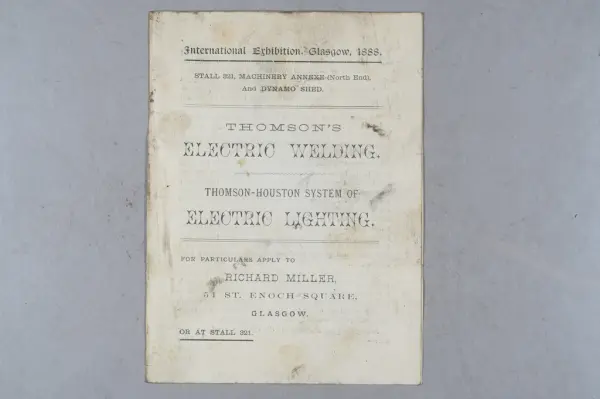 International Exhibition, Glasgow, 1888.
STALL 321, MACHINERY ANNEXE (North End),
And DYNAMO SHED.
THOMSON'S
ELECTRIC WELDING.
THOMSON-HOUSTON SYSTEM OF
ELECTRIC LIGHTING.
FOR PARTICULARS APPLY TO
RICHARD MILLER,
51 ST. ENOCH SQUARE,
GLASGOW.
OR AT STALL 321.